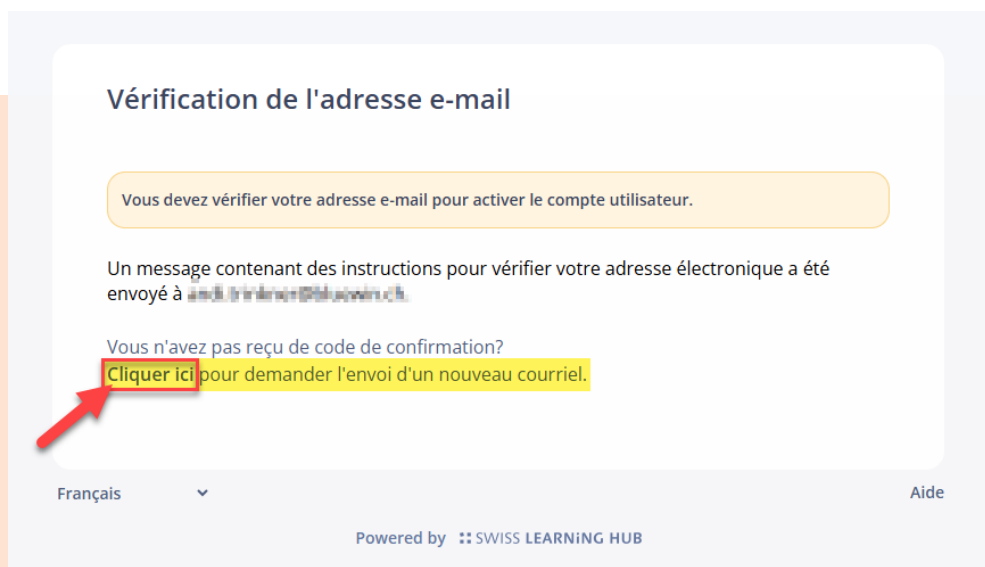 Vérification de l'adresse e-mail
Vous devez vérifier votre adresse e-mail pour activer le compte utilisateur.
Un message contenant des instructions pour vérifier votre adresse électronique a été
envoyé à
Vous n'avez pas reçu de code de confirmation?
Cliquer ici pour demander l'envoi d'un nouveau courriel.
Français
Aide
Powered by SWISS LEARNiNG HUB